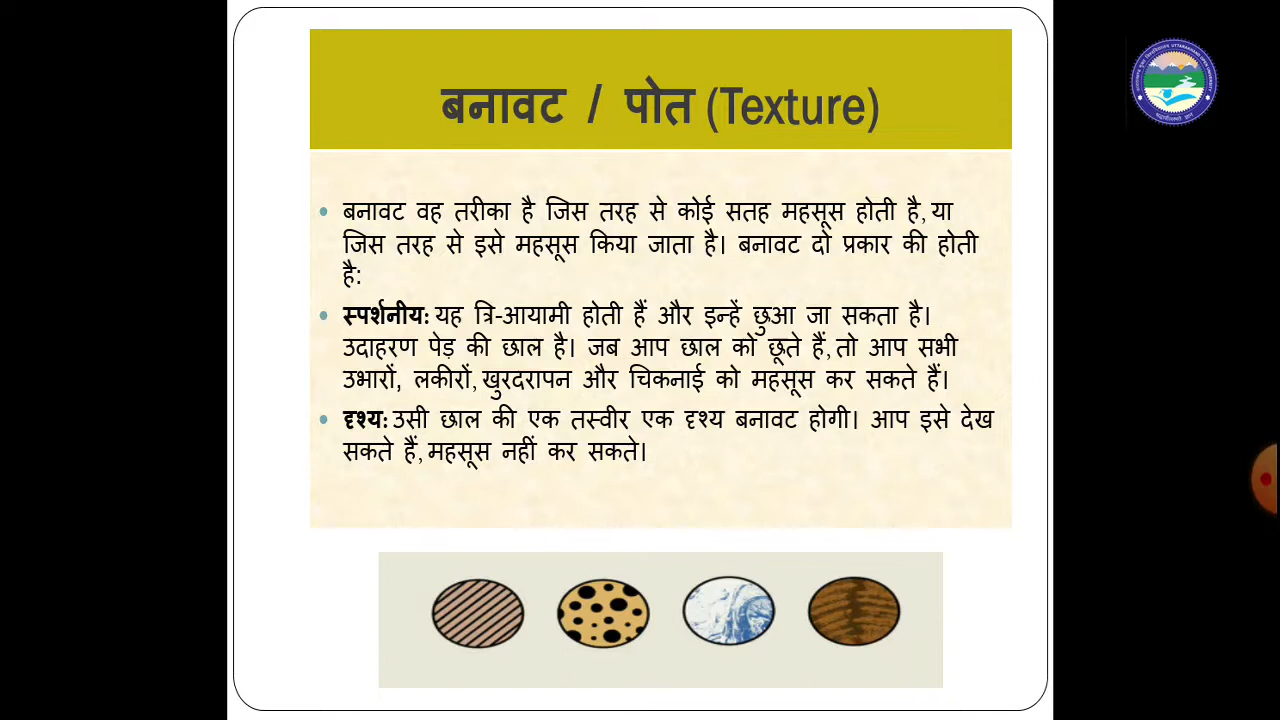 बनावट / पोत (Texture)
बनावट वह तरीका है जिस तरह से कोई सतह महसूस होती है, या
जिस तरह से इसे महसूस किया जाता है। बनावट दो प्रकार की होती
है:
स्पर्शनीय: यह त्रि-आयामी होती हैं और इन्हें छुआ जा सकता है।
उदाहरण पेड़ की छाल है। जब आप छाल को छूते हैं, तो आप सभी
उभारों, लकीरों, खुरदरापन और चिकनाई को महसूस कर सकते हैं।
दृश्य: उसी छाल की एक तस्वीर एक दृश्य बनावट होगी। आप इसे देख
सकते हैं, महसूस नहीं कर सकते।